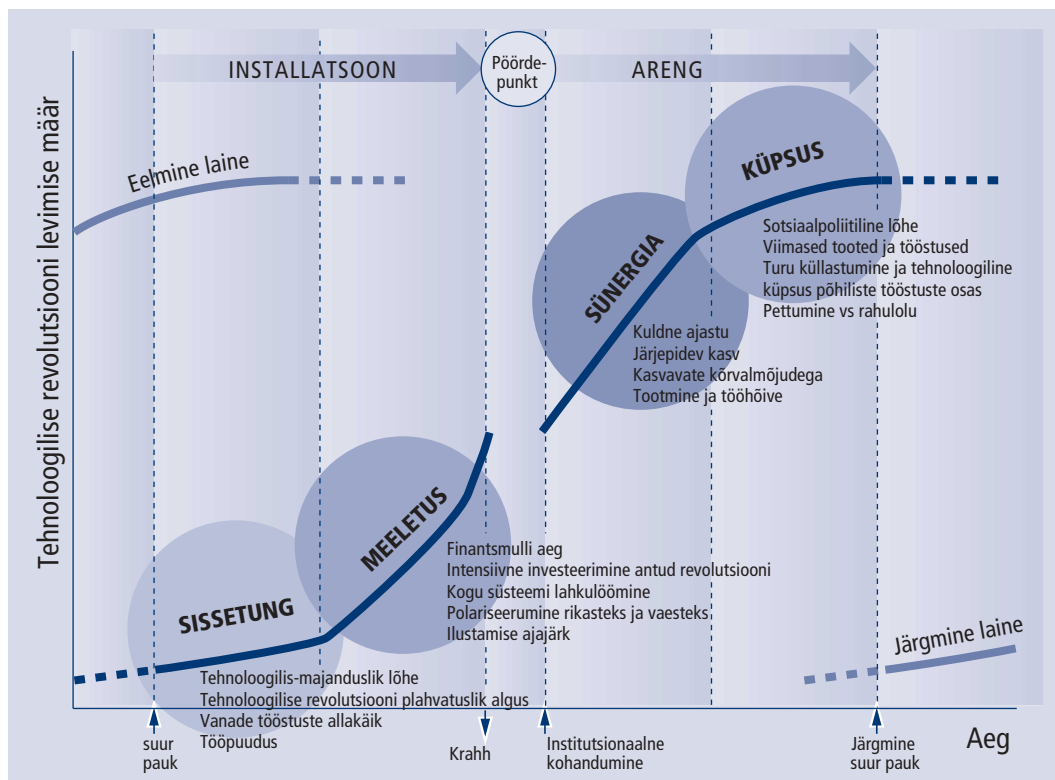 INSTALLATSOON
Pöörde-
punkt
ARENG
Tehnoloogilise revolutsiooni levimise määr
Eelmine laine
KÜPSUS
Sotsiaalpoliitiline lõhe
Viimased tooted ja tööstused
Turu küllastumine ja tehnoloogiline
küpsus põhiliste tööstuste osas
Pettumine vs rahulolu
SÜNERGIA
Kuldne ajastu
Järjepidev kasv
Kasvavate kõrvalmõjudega
Tootmine ja tööhõive
MEELETUS
Finantsmulli aeg
Intensiivne investeerimine antud revolutsiooni
Kogu süsteemi lahkulöömine
Polariseerumine rikasteks ja vaesteks
Ilustamise ajajärk
SISSETUNG
Tehnoloogilis-majanduslik lõhe
Tehnoloogilise revolutsiooni plahvatuslik algus
Vanade tööstuste allakäik
Tööpuudus
Järgmine laine
suur
pauk
Krahh
Institutsionaalne
kohandumine
Järgmine
suur pauk
Aeg